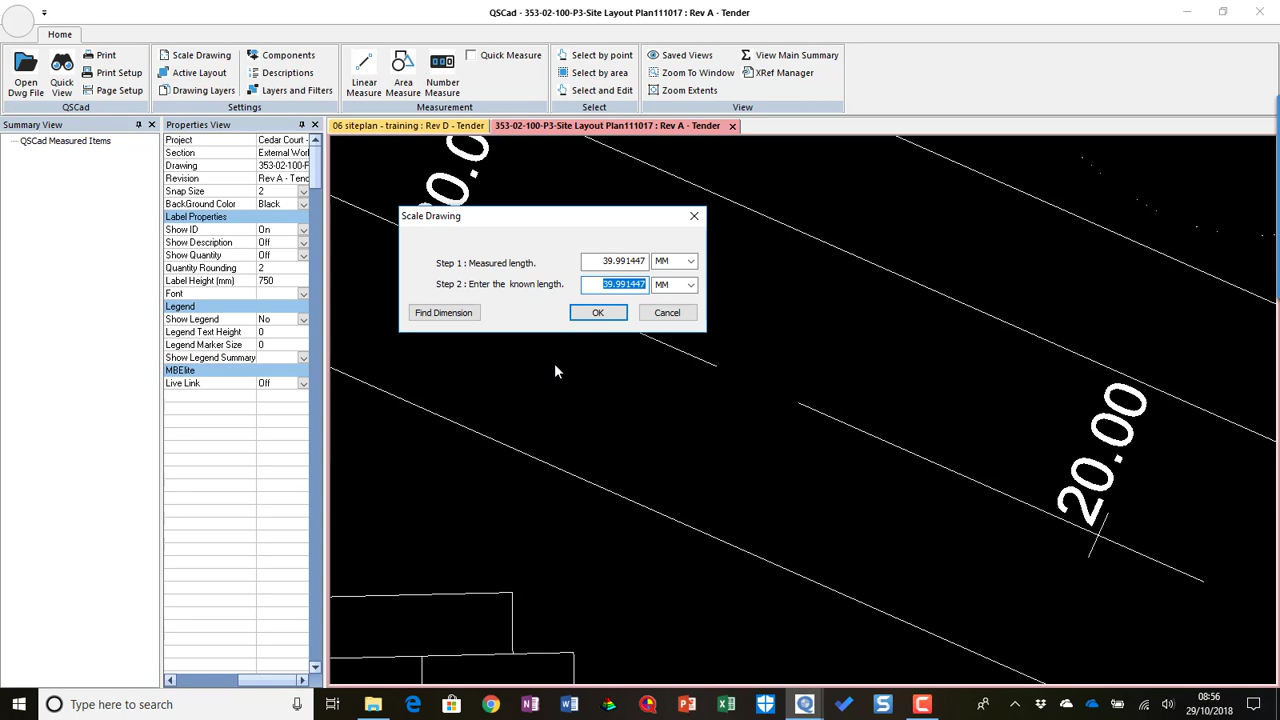 QSCad - 353-02-100-P3-Site Layout Plan111017 : Rev A - Tender
Home
Open Dwg File
Quick View
Print
Print Setup
Page Setup
QSCad
Scale Drawing
Active Layout
Drawing Layers
Components
Descriptions
Layers and Filters
Settings
Linear Measure
Area Measure
Number Measure
Quick Measure
Measurement
Select by point
Select by area
Select and Edit
Select
Saved Views
Zoom To Window
Zoom Extents
View Main Summary
XRef Manager
View
Summary View
QSCad Measured Items
Properties View
Project Cedar Court -
Section External Wor
Drawing 353-02-100-P
Revision Rev A - Tend
Snap Size 2
BackGround Color Black
Label Properties
Show ID On
Show Description Off
Show Quantity Off
Quantity Rounding 2
Label Height (mm) 750
Font
Legend
Show Legend No
Legend Text Height 0
Legend Marker Size 0
Show Legend Summary
MBElite
Live Link Off
06 siteplan - training : Rev D - Tender
353-02-100-P3-Site Layout Plan111017 : Rev A - Tender
Scale Drawing
Step 1 : Measured length. 39.991447 MM
Step 2 : Enter the known length. 39.991447 MM
Find Dimension
OK
Cancel
20.00
Type here to search
08:56
29/10/2018